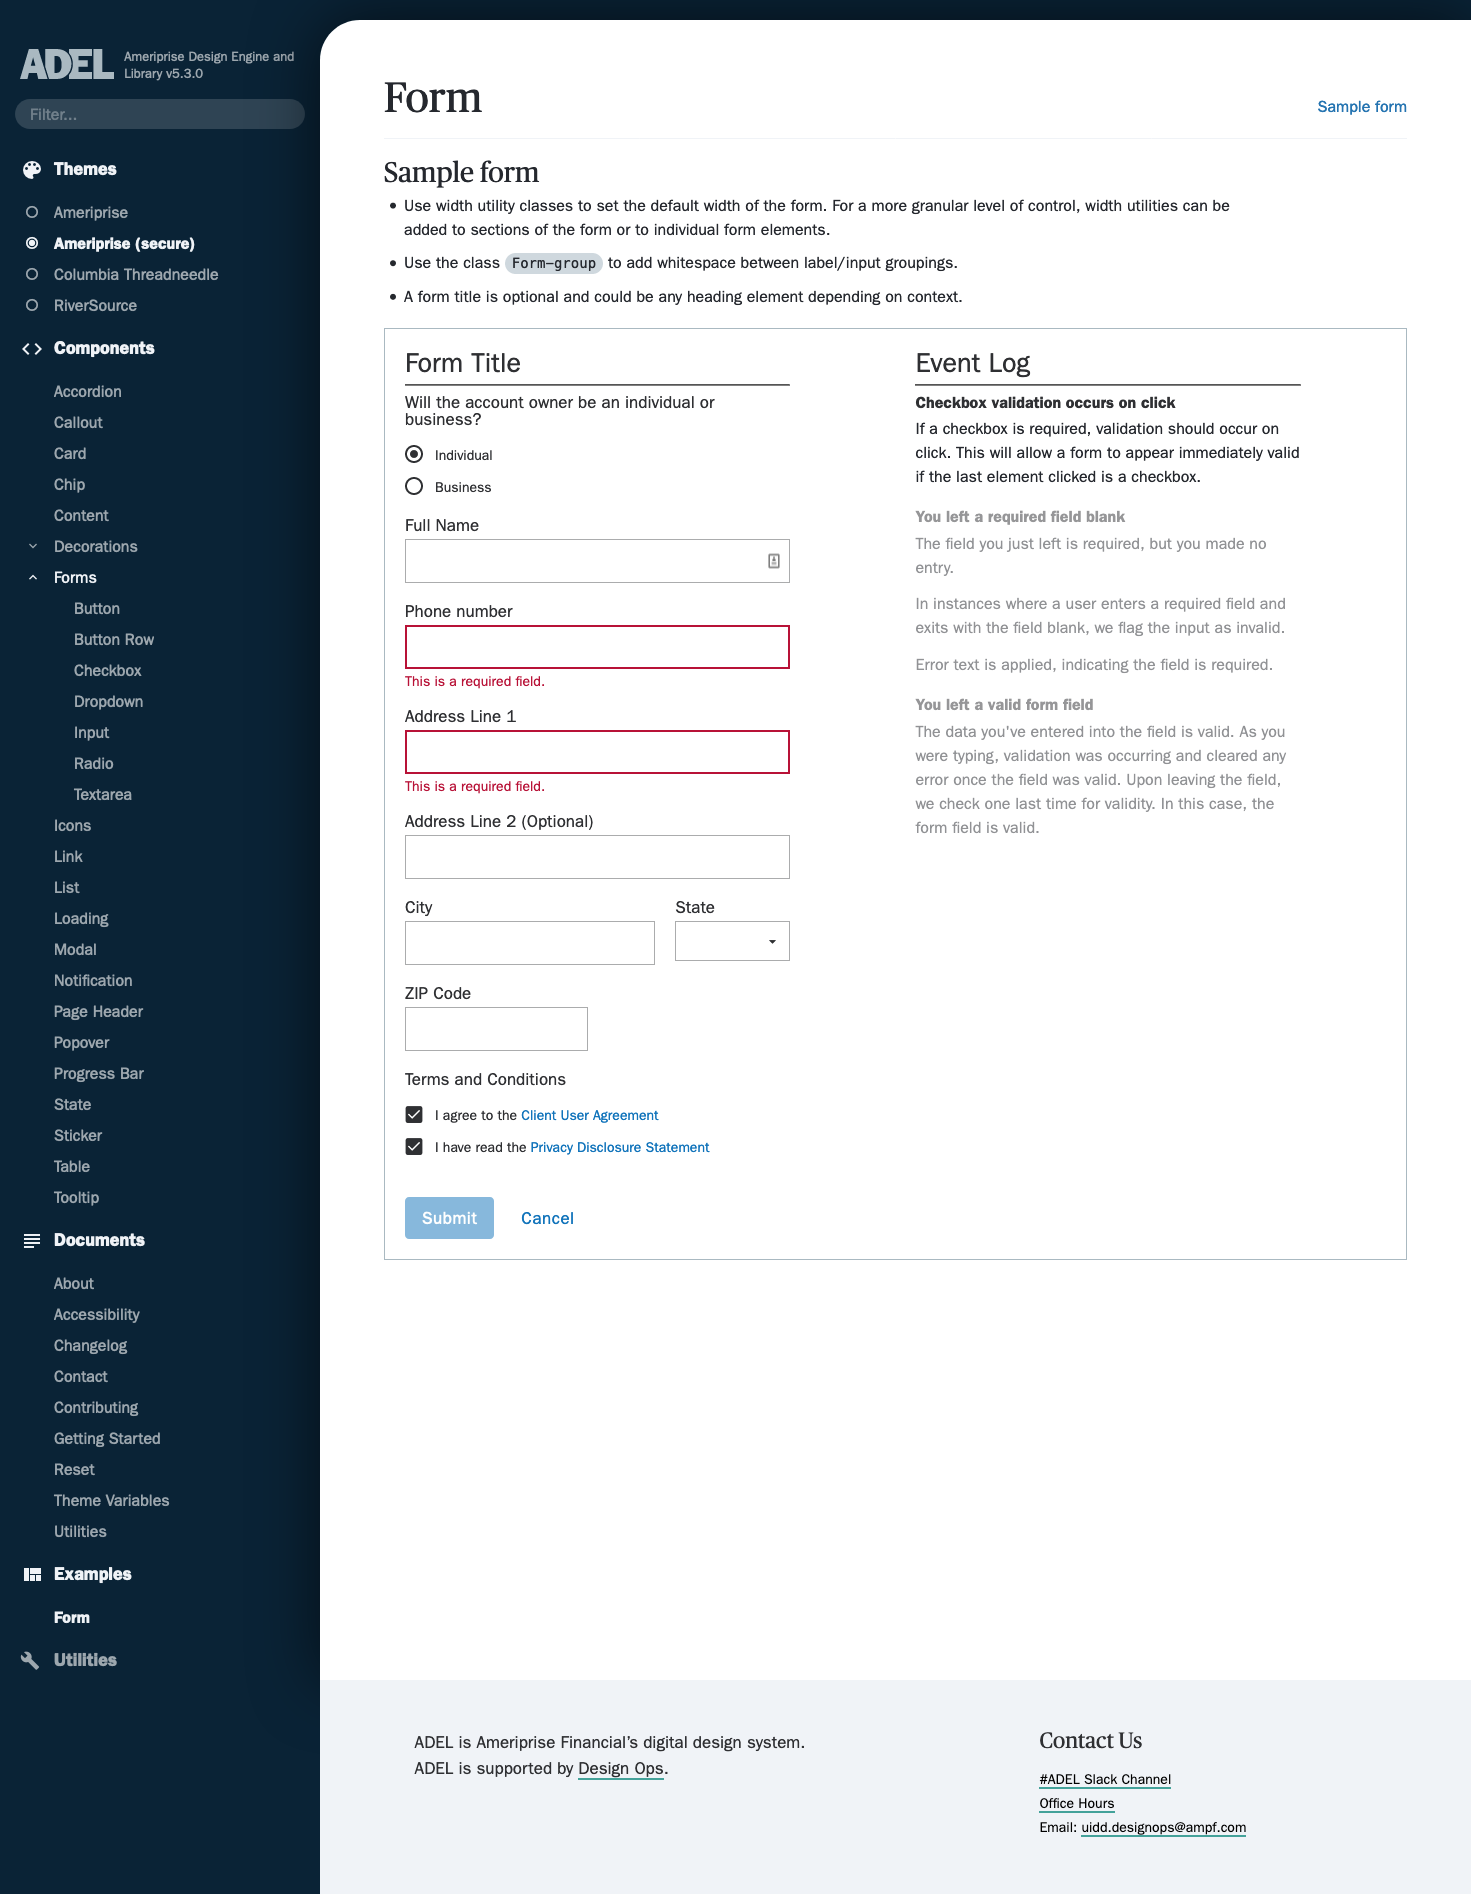 ADEL
Ameriprise Design Engine and
Library v5.3.0
Filter...
Themes
Ameriprise
Ameriprise (secure)
Columbia Threadneedle
RiverSource
Components
Accordion
Callout
Card
Chip
Content
Decorations
Forms
Button
Button Row
Checkbox
Dropdown
Input
Radio
Textarea
Icons
Link
List
Loading
Modal
Notification
Page Header
Popover
Progress Bar
State
Sticker
Table
Tooltip
Documents
About
Accessibility
Changelog
Contact
Contributing
Getting Started
Reset
Theme Variables
Utilities
Examples
Form
Utilities
Form
Sample form
Sample form
• Use width utility classes to set the default width of the form. For a more granular level of control, width utilities can be
added to sections of the form or to individual form elements.
• Use the class Form-group to add whitespace between label/input groupings.
• A form title is optional and could be any heading element depending on context.
Form Title
Will the account owner be an individual or
business?
Individual
Business
Full Name
Phone number
This is a required field.
Address Line 1
This is a required field.
Address Line 2 (Optional)
City
State
ZIP Code
Terms and Conditions
I agree to the Client User Agreement
I have read the Privacy Disclosure Statement
Submit
Cancel
Event Log
Checkbox validation occurs on click
If a checkbox is required, validation should occur on
click. This will allow a form to appear immediately valid
if the last element clicked is a checkbox.
You left a required field blank
The field you just left is required, but you made no
entry.
In instances where a user enters a required field and
exits with the field blank, we flag the input as invalid.
Error text is applied, indicating the field is required.
You left a valid form field
The data you've entered into the field is valid. As you
were typing, validation was occurring and cleared any
error once the field was valid. Upon leaving the field,
we check one last time for validity. In this case, the
form field is valid.
ADEL is Ameriprise Financial’s digital design system.
ADEL is supported by Design Ops.
Contact Us
#ADEL Slack Channel
Office Hours
Email: uidd.designops@ampf.com